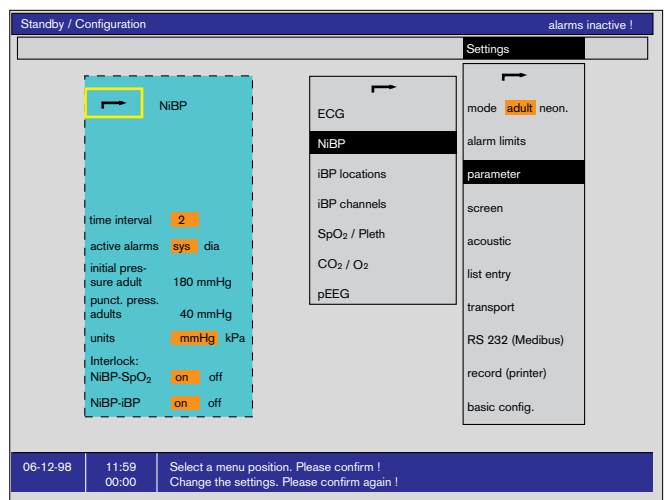 Standby / Configuration alarms inactive !
Settings
NiBP
time interval 2
active alarms sys dia
initial pres-
sure adult 180 mmHg
punct. press.
adults 40 mmHg
units mmHg kPa
Interlock:
NiBP-SpO₂ on off
NiBP-iBP on off
ECG
NiBP
iBP locations
iBP channels
SpO₂ / Pleth
CO₂ / O₂
pEEG
mode adult neon.
alarm limits
parameter
screen
acoustic
list entry
transport
RS 232 (Medibus)
record (printer)
basic config.
06-12-98 11:59 Select a menu position. Please confirm !
00:00 Change the settings. Please confirm again !